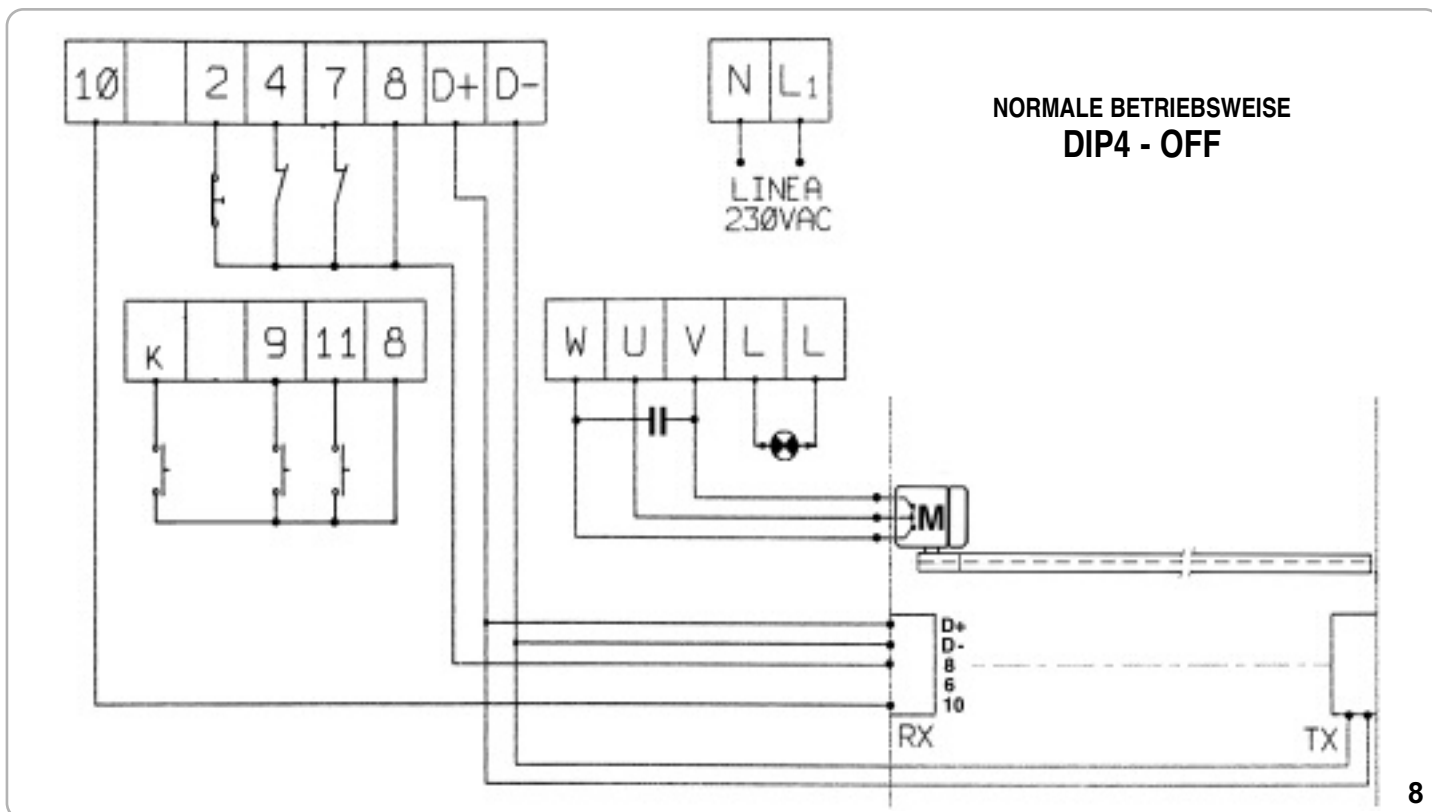 10 2 4 7 8 D+ D-
N L1
NORMALE BETRIEBSWEISE
DIP4 - OFF
LINEA
230VAC
K 9 11 8
W U V L L
M
D+
D-
8
6
10
RX
TX
8